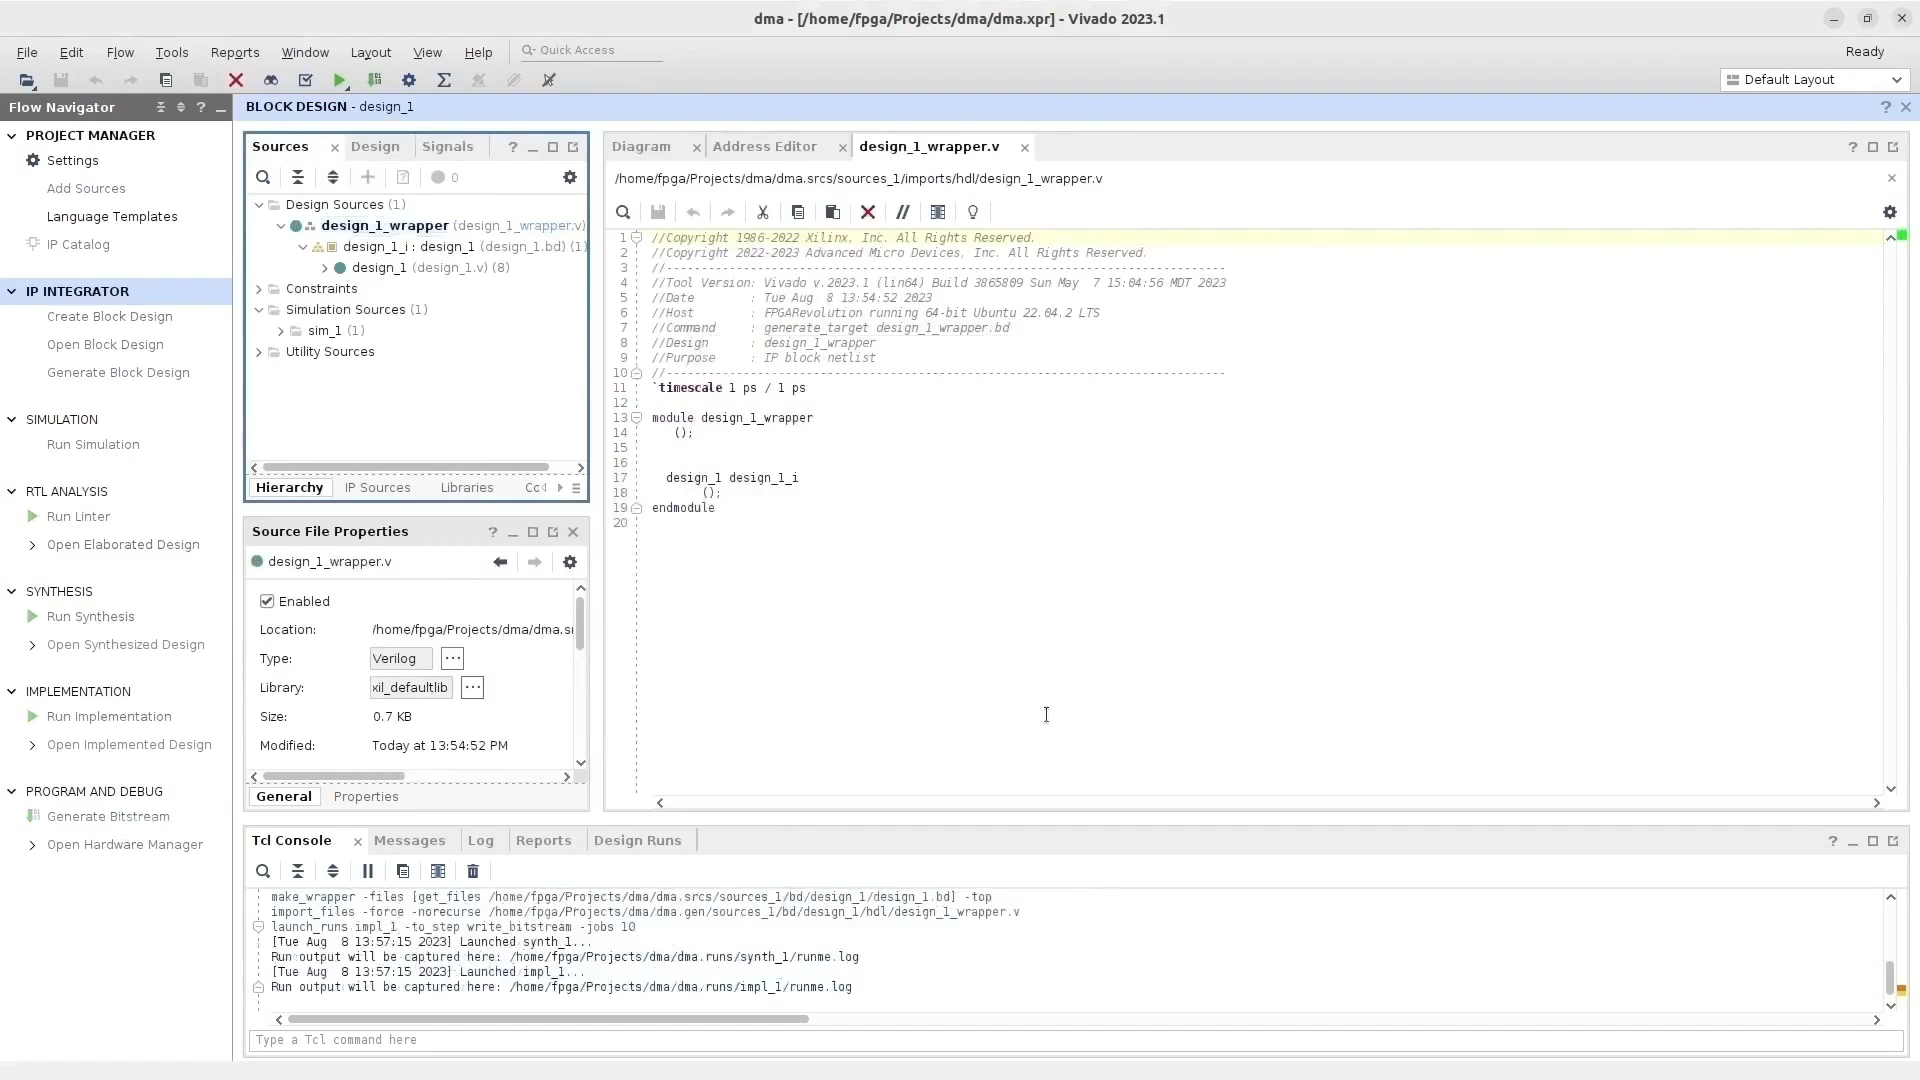 dma - [/home/fpga/Projects/dma/dma.xpr] - Vivado 2023.1
File Edit Flow Tools Reports Window Layout View Help Quick Access Ready
Default Layout
Flow Navigator
PROJECT MANAGER
Settings
Add Sources
Language Templates
IP Catalog
IP INTEGRATOR
Create Block Design
Open Block Design
Generate Block Design
SIMULATION
Run Simulation
RTL ANALYSIS
Run Linter
Open Elaborated Design
SYNTHESIS
Run Synthesis
Open Synthesized Design
IMPLEMENTATION
Run Implementation
Open Implemented Design
PROGRAM AND DEBUG
Generate Bitstream
Open Hardware Manager
BLOCK DESIGN - design_1
Sources Design Signals
0
Design Sources (1)
design_1_wrapper (design_1_wrapper.v)
design_1_i : design_1 (design_1.bd) (1)
design_1 (design_1.v) (8)
Constraints
Simulation Sources (1)
sim_1 (1)
Utility Sources
Hierarchy IP Sources Libraries Co
Source File Properties
design_1_wrapper.v
Enabled
Location: /home/fpga/Projects/dma/dma.sr
Type: Verilog
Library: xil_defaultlib
Size: 0.7 KB
Modified: Today at 13:54:52 PM
General Properties
Diagram Address Editor design_1_wrapper.v
/home/fpga/Projects/dma/dma.srcs/sources_1/imports/hdl/design_1_wrapper.v
1 //Copyright 1986-2022 Xilinx, Inc. All Rights Reserved.
2 //Copyright 2022-2023 Advanced Micro Devices, Inc. All Rights Reserved.
3 //--------------------------------------------------------------------------------
4 //Tool Version: Vivado v.2023.1 (lin64) Build 3865809 Sun May  7 15:04:56 MDT 2023
5 //Date        : Tue Aug  8 13:54:52 2023
6 //Host        : FPGARevolution running 64-bit Ubuntu 22.04.2 LTS
7 //Command     : generate_target design_1_wrapper.bd
8 //Design      : design_1_wrapper
9 //Purpose     : IP block netlist
10 //--------------------------------------------------------------------------------
11 `timescale 1 ps / 1 ps
12
13 module design_1_wrapper
14 ();
15
16
17 design_1 design_1_i
18 ();
19 endmodule
20
Tcl Console Messages Log Reports Design Runs
make_wrapper -files [get_files /home/fpga/Projects/dma/dma.srcs/sources_1/bd/design_1/design_1.bd] -top
import_files -force -norecurse /home/fpga/Projects/dma/dma.gen/sources_1/bd/design_1/hdl/design_1_wrapper.v
launch_runs impl_1 -to_step write_bitstream -jobs 10
[Tue Aug  8 13:57:15 2023] Launched synth_1...
Run output will be captured here: /home/fpga/Projects/dma/dma.runs/synth_1/runme.log
[Tue Aug  8 13:57:15 2023] Launched impl_1...
Run output will be captured here: /home/fpga/Projects/dma/dma.runs/impl_1/runme.log
Type a Tcl command here